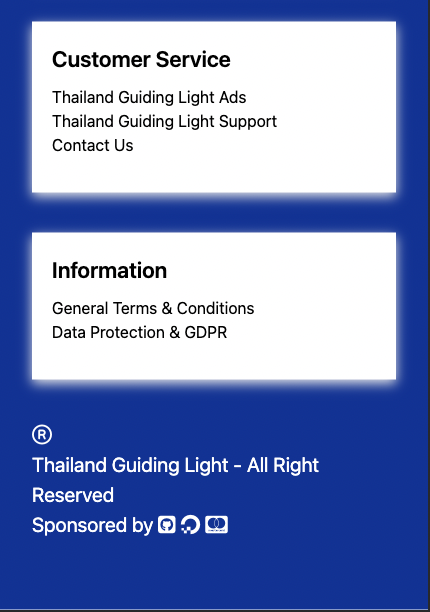 Customer Service
Thailand Guiding Light Ads
Thailand Guiding Light Support
Contact Us
Information
General Terms & Conditions
Data Protection & GDPR
®
Thailand Guiding Light - All Right
Reserved
Sponsored by